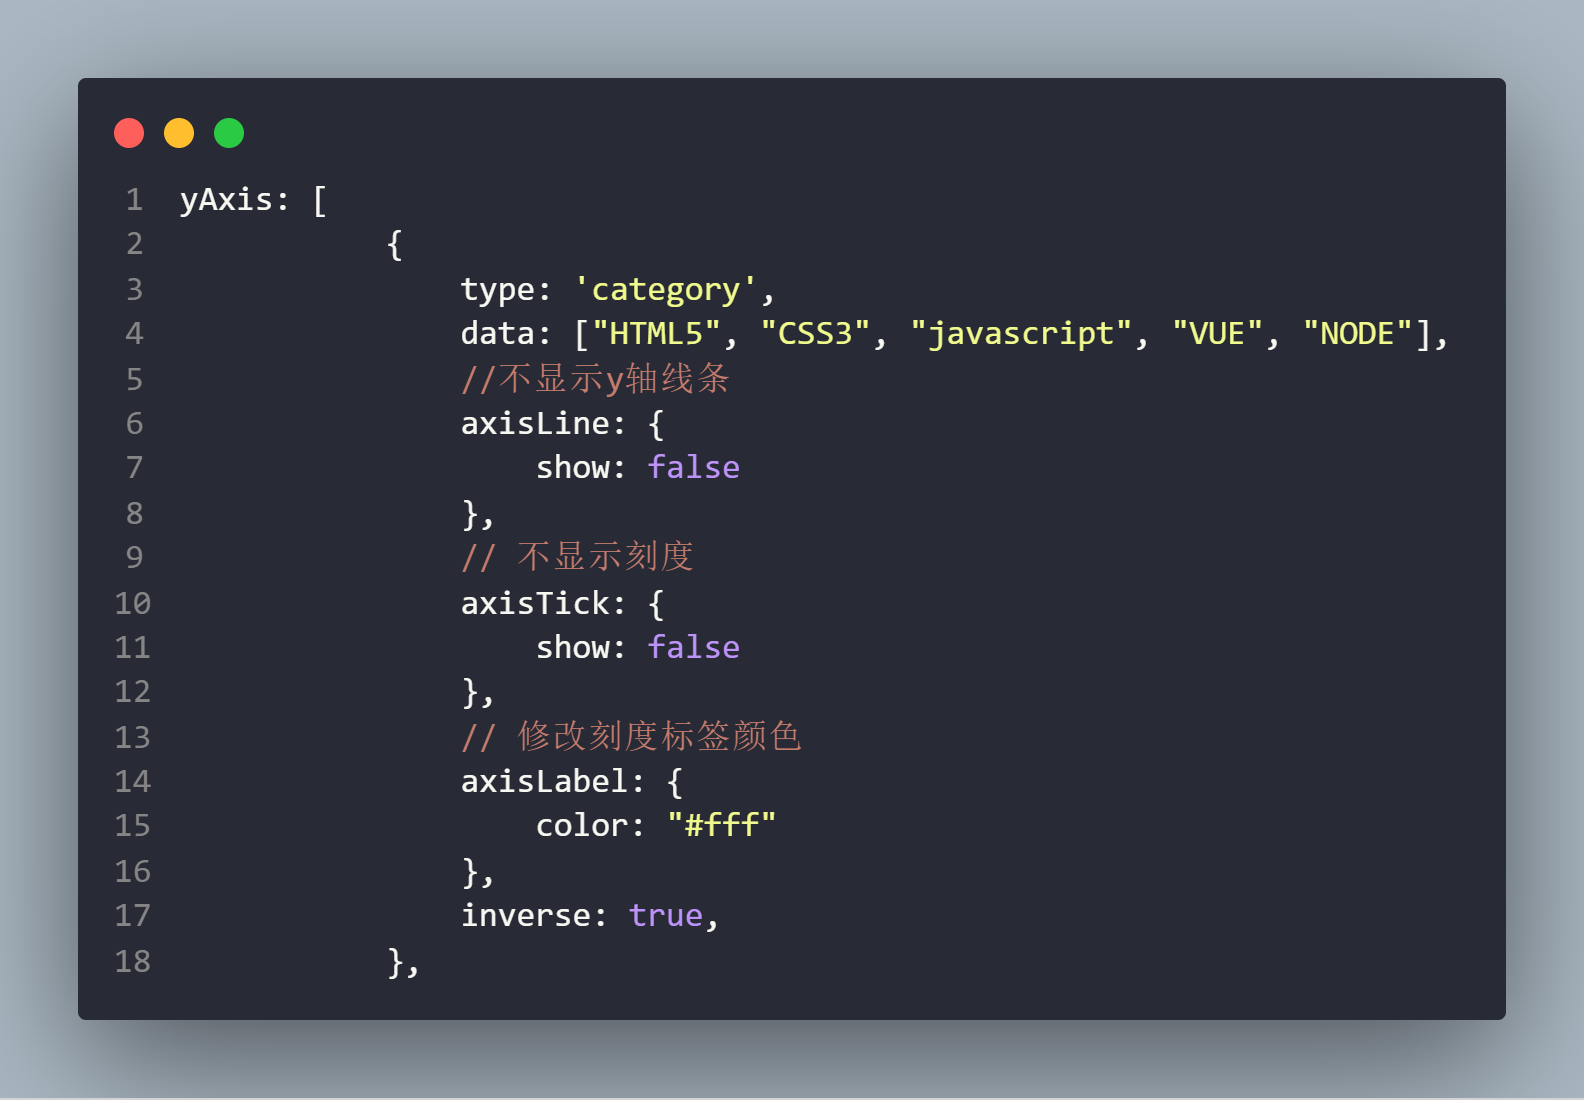 1 yAxis: [
2 {
3 type: 'category',
4 data: ["HTML5", "CSS3", "javascript", "VUE", "NODE"],
5 //不显示y轴线条
6 axisLine: {
7 show: false
8 },
9 // 不显示刻度
10 axisTick: {
11 show: false
12 },
13 // 修改刻度标签颜色
14 axisLabel: {
15 color: "#fff"
16 },
17 inverse: true,
18 },